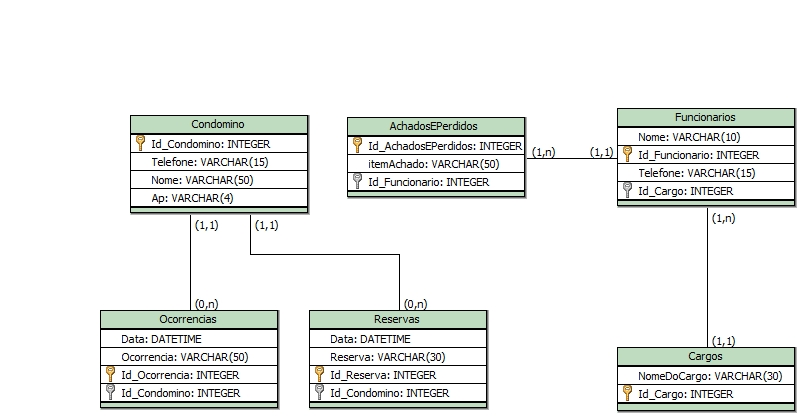 Condomino
Id_Condomino: INTEGER
Telefone: VARCHAR(15)
Nome: VARCHAR(50)
Ap: VARCHAR(4)
(1,1)
(1,1)
AchadosEPerdidos
Id_AchadosEPerdidos: INTEGER
itemAchado: VARCHAR(50)
Id_Funcionario: INTEGER
(1,n)
(1,1)
Funcionarios
Nome: VARCHAR(10)
Id_Funcionario: INTEGER
Telefone: VARCHAR(15)
Id_Cargo: INTEGER
(1,n)
(0,n)
Ocorrencias
Data: DATETIME
Ocorrencia: VARCHAR(50)
Id_Ocorrencia: INTEGER
Id_Condomino: INTEGER
(0,n)
Reservas
Data: DATETIME
Reserva: VARCHAR(30)
Id_Reserva: INTEGER
Id_Condomino: INTEGER
(1,1)
Cargos
NomeDoCargo: VARCHAR(30)
Id_Cargo: INTEGER